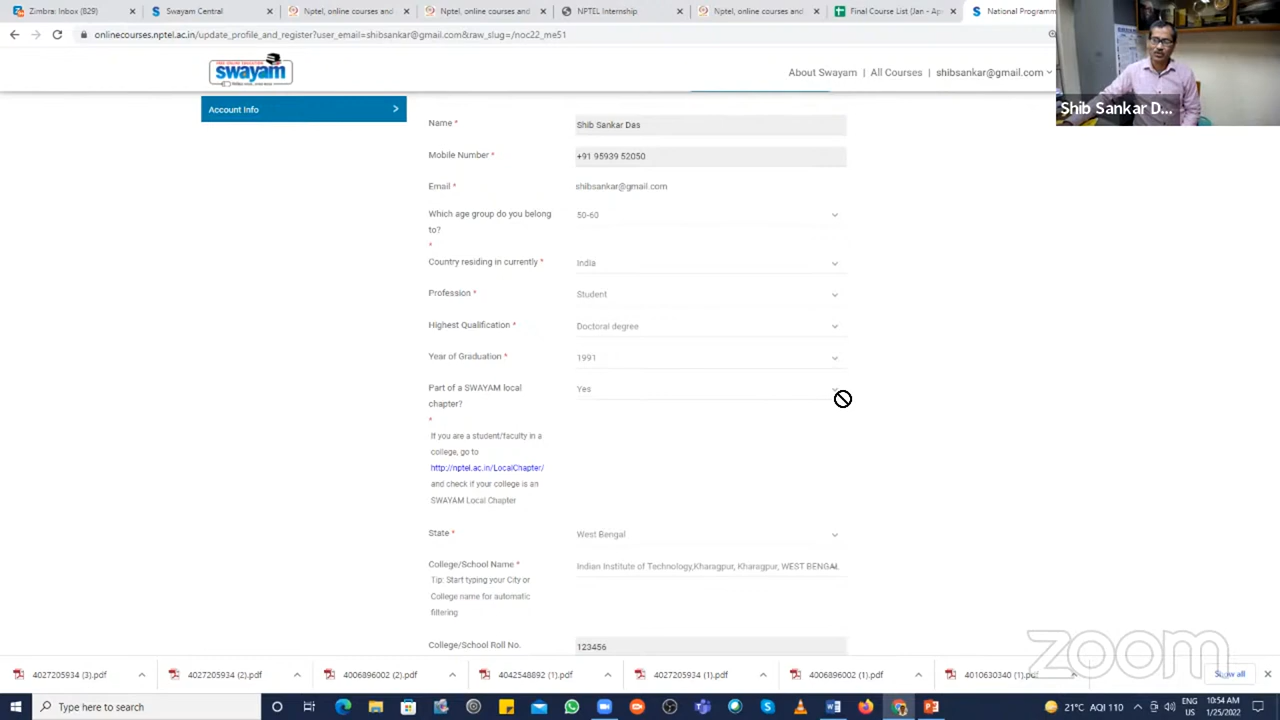 Zimbra: Inbox (829)
Swayam Central
Nptel, online courses and nptel
Nptel, online courses and nptel
NPTEL Internship
Nptel, online courses and nptel
Final Course List (Jan - Apr
National Programm
onlinecourses.nptel.ac.in/update_profile_and_register?user_email=shibsankar@gmail.com&raw_slug=/noc22_me51
swayam
About Swayam | All Courses | shibsankar@gmail.com
Shib Sankar D...
Account Info >
Name * Shib Sankar Das
Mobile Number * +91 95939 52050
Email * shibsankar@gmail.com
Which age group do you belong 50-60
to?
*
Country residing in currently * India
Profession * Student
Highest Qualification * Doctoral degree
Year of Graduation * 1991
Part of a SWAYAM local Yes
chapter?
*
If you are a student/faculty in a
college, go to
http://nptel.ac.in/LocalChapter/
and check if your college is an
SWAYAM Local Chapter
State * West Bengal
College/School Name * Indian Institute of Technology,Kharagpur, Kharagpur, WEST BENGAL
Tip: Start typing your City or
College name for automatic
filtering
College/School Roll No. 123456
zoom
4027205934 (3).pdf
4027205934 (2).pdf
4006896002 (2).pdf
4042548892 (1).pdf
4027205934 (1).pdf
4006896002 (1).pdf
4010630340 (1).pdf
Show all
Type here to search
21°C AQI 110
ENG
US
10:54 AM
1/25/2022